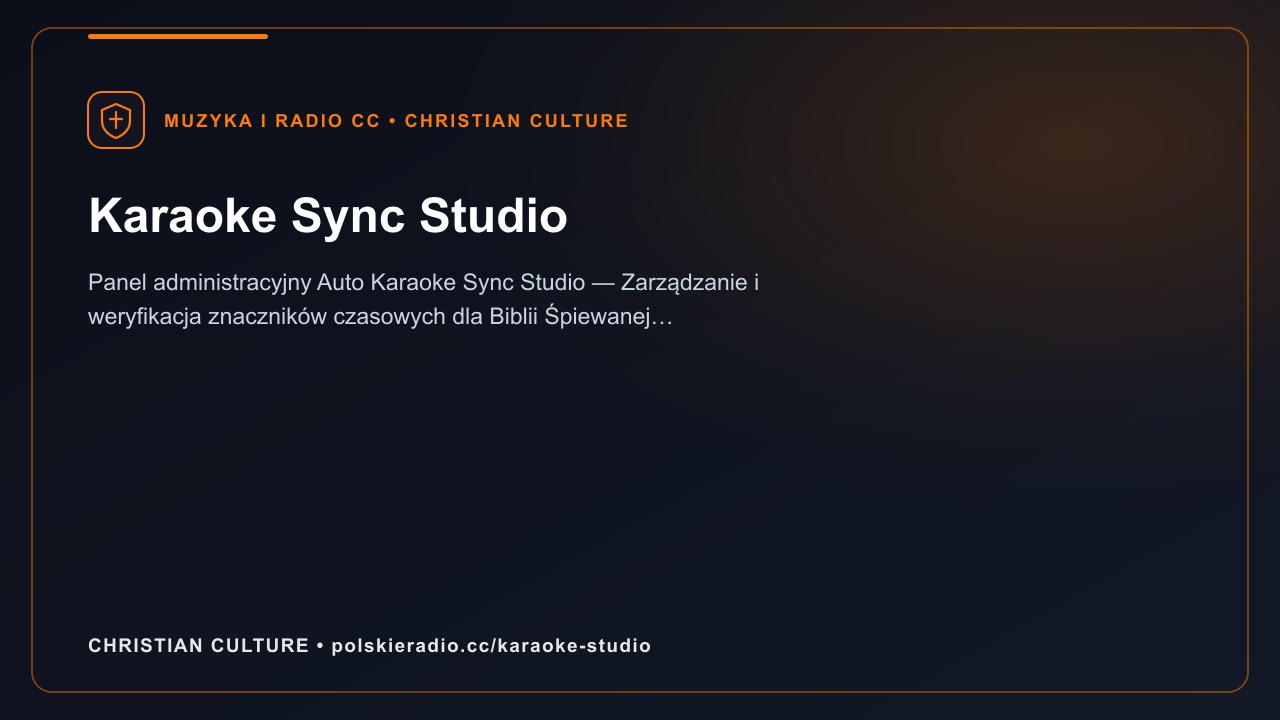 MUZYKA I RADIO CC • CHRISTIAN CULTURE
Karaoke Sync Studio
Panel administracyjny Auto Karaoke Sync Studio — Zarządzanie i
weryfikacja znaczników czasowych dla Biblii Śpiewanej…
CHRISTIAN CULTURE • polskieradio.cc/karaoke-studio